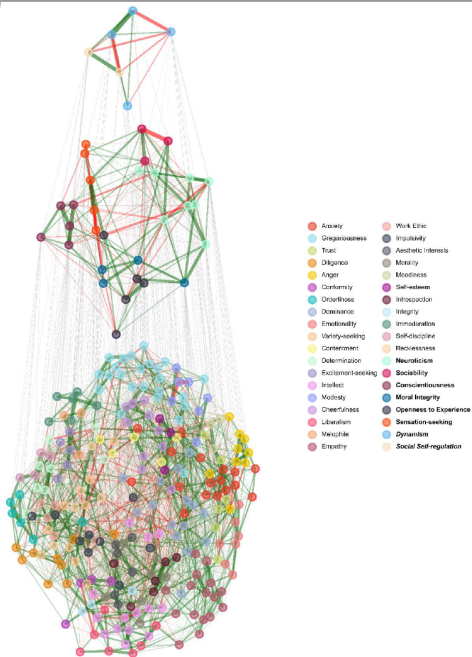 Anxiety
Gregariousness
Trust
Diligence
Anger
Conformity
Orderliness
Dominance
Emotionality
Variety-seeking
Contentment
Determination
Excitement-seeking
Intellect
Modesty
Cheerfulness
Liberalism
Melophile
Empathy
Work Ethic
Impulsivity
Aesthetic Interests
Morality
Moodiness
Self-esteem
Introspection
Integrity
Immoderation
Self-discipline
Recklessness
Neuroticism
Sociability
Conscientiousness
Moral Integrity
Openness to Experience
Sensation-seeking
Dynamism
Social Self-regulation